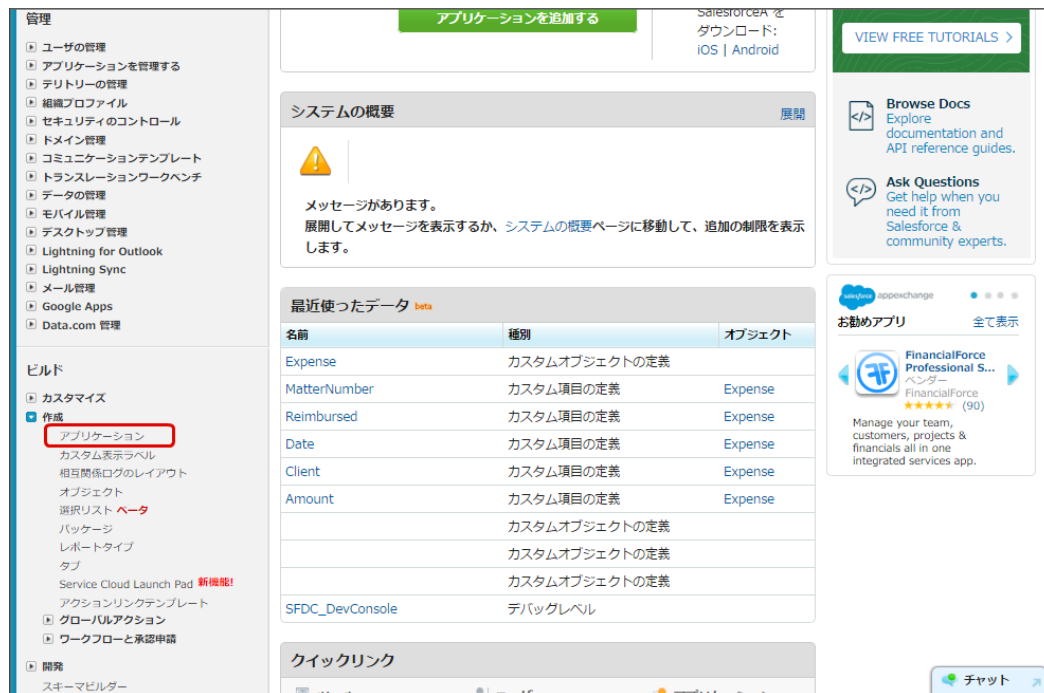 管理
ユーザの管理
アプリケーションを管理する
テリトリーの管理
組織プロファイル
セキュリティのコントロール
ドメイン管理
コミュニケーションテンプレート
トランスレーションワークベンチ
データの管理
モバイル管理
デスクトップ管理
Lightning for Outlook
Lightning Sync
メール管理
Google Apps
Data.com 管理
ビルド
カスタマイズ
作成
アプリケーション
カスタム表示ラベル
相互関係ログのレイアウト
オブジェクト
選択リスト ベータ
パッケージ
レポートタイプ
タブ
Service Cloud Launch Pad 新機能!
アクションリンクテンプレート
グローバルアクション
ワークフローと承認申請
開発
スキーマビルダー
アプリケーションを追加する
SalesforceA を
ダウンロード:
iOS | Android
システムの概要 展開
メッセージがあります。
展開してメッセージを表示するか、システムの概要ページに移動して、追加の制限を表示
します。
最近使ったデータ beta
名前 種別 オブジェクト
Expense カスタムオブジェクトの定義
MatterNumber カスタム項目の定義 Expense
Reimbursed カスタム項目の定義 Expense
Date カスタム項目の定義 Expense
Client カスタム項目の定義 Expense
Amount カスタム項目の定義 Expense
カスタムオブジェクトの定義
カスタムオブジェクトの定義
カスタムオブジェクトの定義
SFDC_DevConsole デバッグレベル
クイックリンク
VIEW FREE TUTORIALS >
Browse Docs
Explore
documentation and
API reference guides.
Ask Questions
Get help when you
need it from
Salesforce &
community experts.
salesforce appexchange
お勧めアプリ 全て表示
FinancialForce
Professional S...
ベンダー
FinancialForce
(90)
Manage your team,
customers, projects &
financials all in one
integrated services app.
チャット